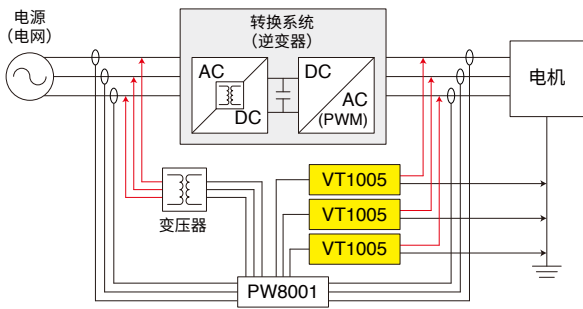 电源
(电网)
转换系统
(逆变器)
AC
DC
DC
AC
(PWM)
电机
变压器
VT1005
VT1005
VT1005
PW8001